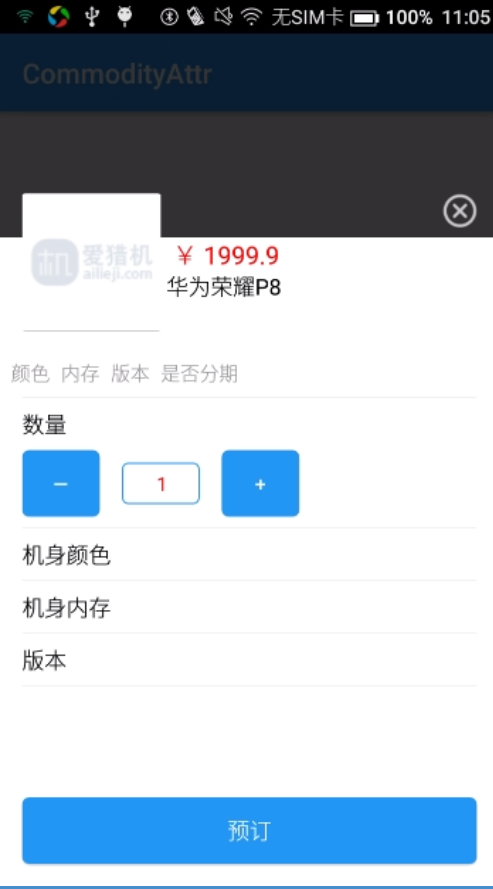 无SIM卡 100% 11:05
CommodityAttr
机 爱猎机
ailieji.com
¥ 1999.9
华为荣耀P8
颜色 内存 版本 是否分期
数量
− 1 +
机身颜色
机身内存
版本
预订